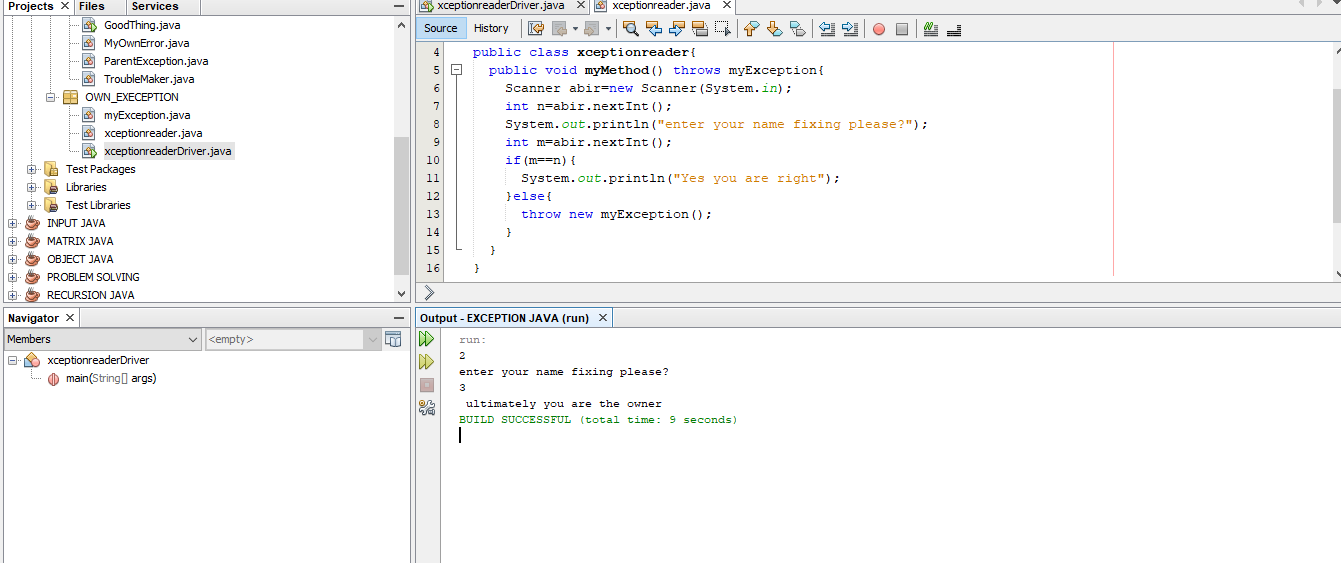 Projects Files Services
GoodThing.java
MyOwnError.java
ParentException.java
TroubleMaker.java
OWN_EXECEPTION
myException.java
xceptionreader.java
xceptionreaderDriver.java
Test Packages
Libraries
Test Libraries
INPUT JAVA
MATRIX JAVA
OBJECT JAVA
PROBLEM SOLVING
RECURSION JAVA
Navigator
Members <empty>
xceptionreaderDriver
main(String[] args)
xceptionreaderDriver.java xceptionreader.java
Source History
4 public class xceptionreader{
5 public void myMethod() throws myException{
6 Scanner abir=new Scanner(System.in);
7 int n=abir.nextInt();
8 System.out.println("enter your name fixing please?");
9 int m=abir.nextInt();
10 if(m==n){
11 System.out.println("Yes you are right");
12 }else{
13 throw new myException();
14 }
15 }
16 }
Output - EXCEPTION JAVA (run)
run:
2
enter your name fixing please?
3
ultimately you are the owner
BUILD SUCCESSFUL (total time: 9 seconds)